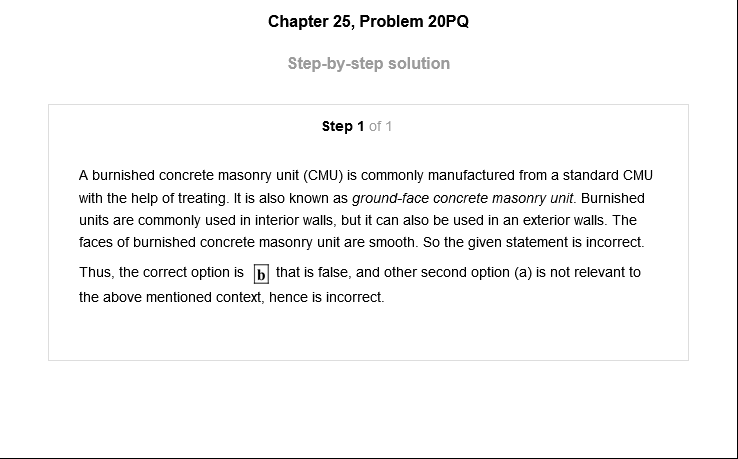 Chapter 25, Problem 20PQ
Step-by-step solution
Step 1 of 1
A burnished concrete masonry unit (CMU) is commonly manufactured from a standard CMU
with the help of treating. It is also known as ground-face concrete masonry unit. Burnished
units are commonly used in interior walls, but it can also be used in an exterior walls. The
faces of burnished concrete masonry unit are smooth. So the given statement is incorrect.
Thus, the correct option is b that is false, and other second option (a) is not relevant to
the above mentioned context, hence is incorrect.